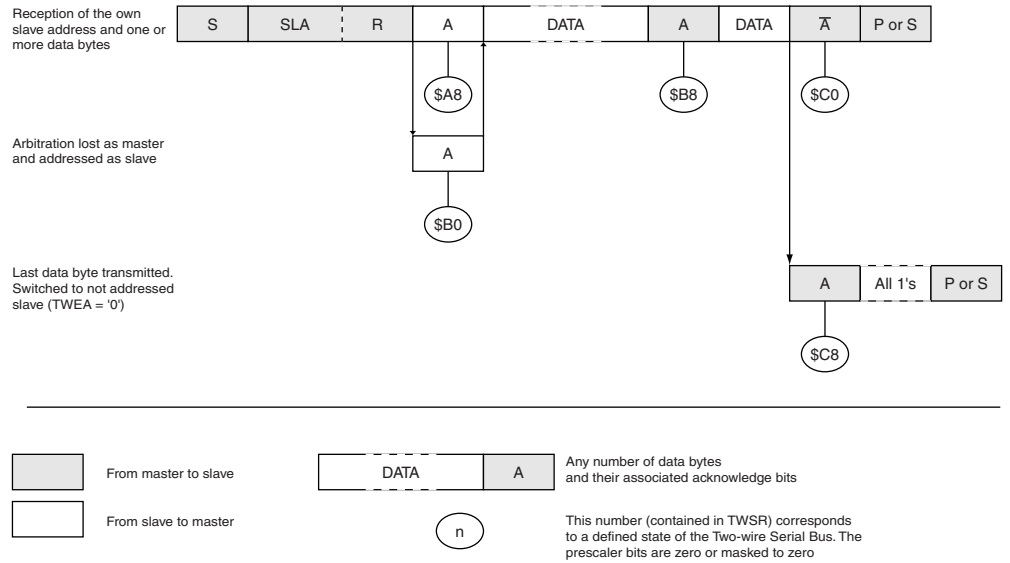 Reception of the own
slave address and one or
more data bytes
S SLA R A DATA A DATA A̅ P or S
$A8 $B8 $C0
Arbitration lost as master
and addressed as slave
A
$B0
Last data byte transmitted.
Switched to not addressed
slave (TWEA = '0')
A All 1's P or S
$C8
From master to slave
DATA A
Any number of data bytes
and their associated acknowledge bits
From slave to master
n
This number (contained in TWSR) corresponds
to a defined state of the Two-wire Serial Bus. The
prescaler bits are zero or masked to zero